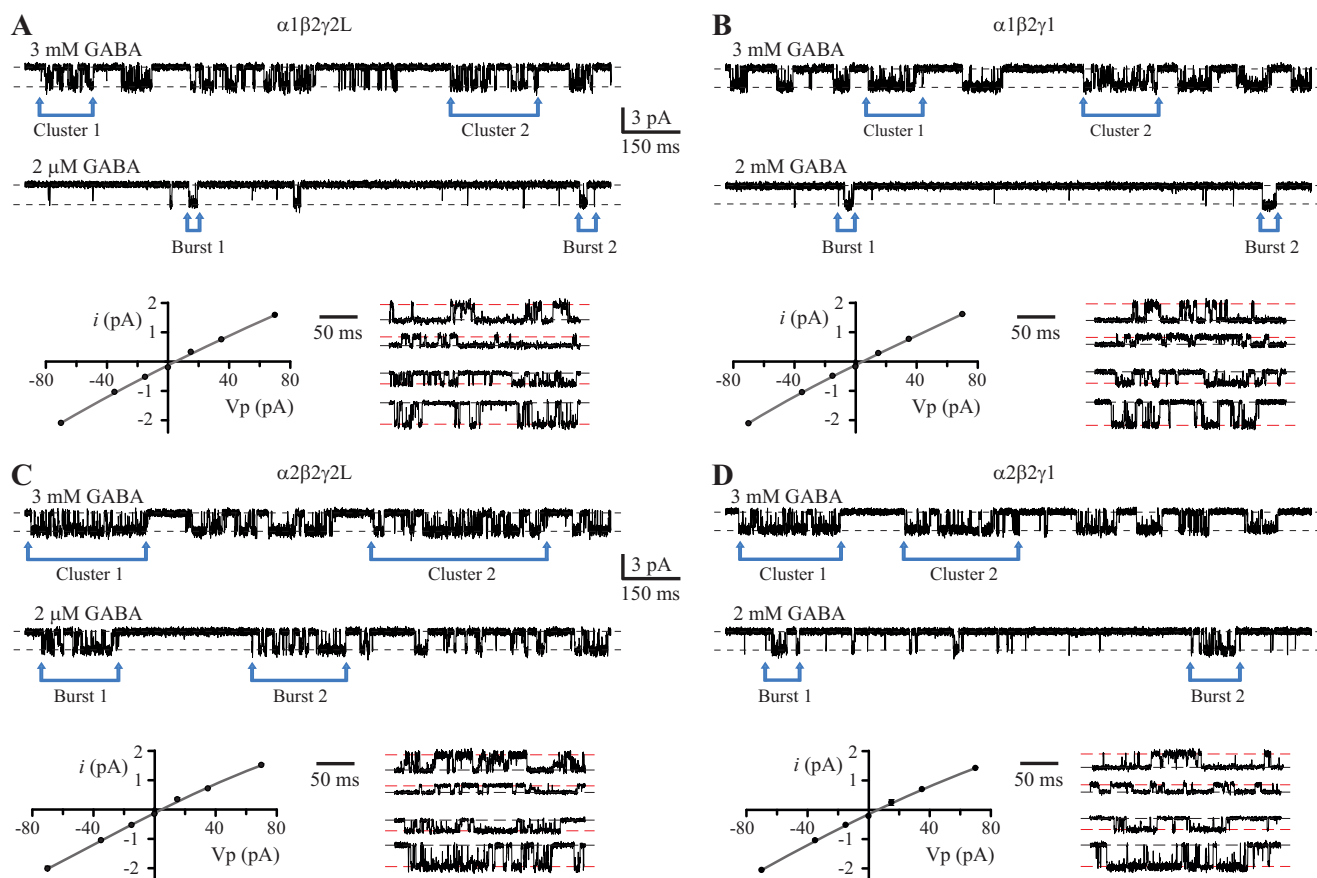 A
α1β2γ2L
3 mM GABA
Cluster 1
Cluster 2
3 pA
150 ms
2 μM GABA
Burst 1
Burst 2
i (pA)
2
1
-1
-2
-80
-40
40
80
Vp (pA)
50 ms
B
α1β2γ1
3 mM GABA
Cluster 1
Cluster 2
2 mM GABA
Burst 1
Burst 2
i (pA)
2
1
-1
-2
-80
-40
0
40
80
Vp (pA)
50 ms
C
α2β2γ2L
3 mM GABA
Cluster 1
Cluster 2
3 pA
150 ms
2 μM GABA
Burst 1
Burst 2
i (pA)
2
1
-1
-2
-80
-40
0
40
80
Vp (pA)
50 ms
D
α2β2γ1
3 mM GABA
Cluster 1
Cluster 2
2 mM GABA
Burst 1
Burst 2
i (pA)
2
1
-1
-2
-80
-40
0
40
80
Vp (pA)
50 ms